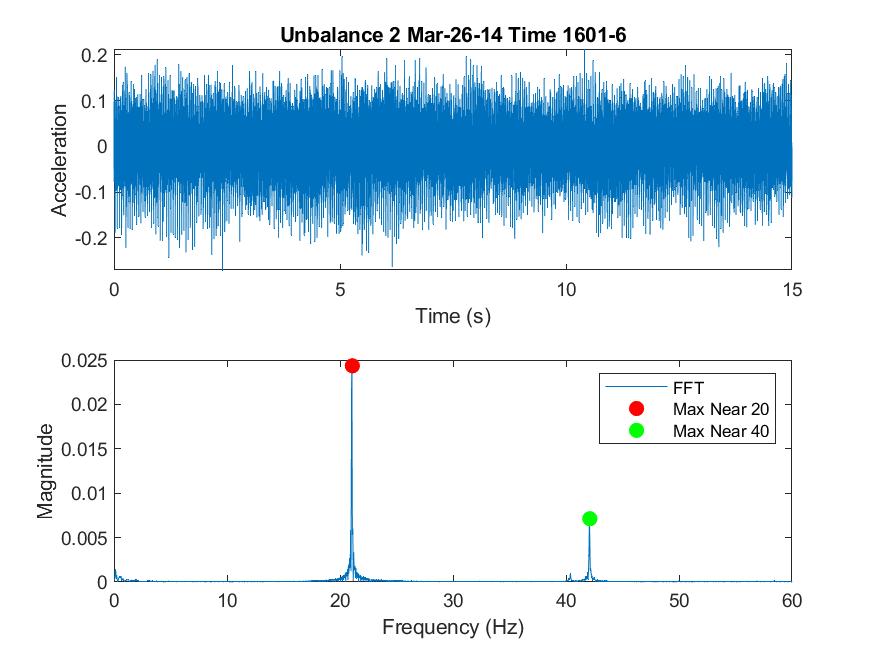 Unbalance 2 Mar-26-14 Time 1601-6
0.2
0.1
0
-0.1
-0.2
Acceleration
0 5 10 15
Time (s)
0.025
0.02
0.015
0.01
0.005
0
Magnitude
FFT
Max Near 20
Max Near 40
0 10 20 30 40 50 60
Frequency (Hz)